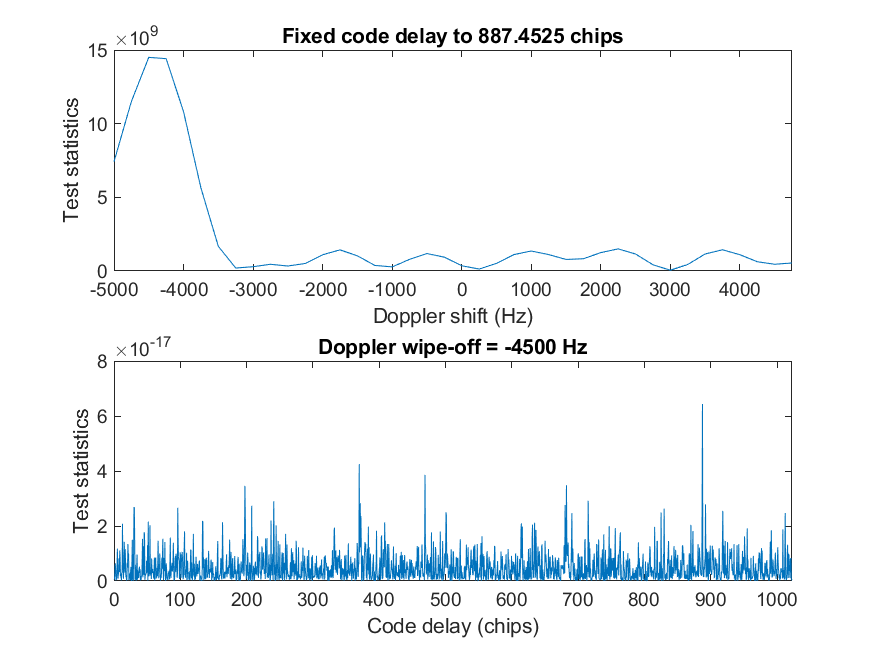 Fixed code delay to 887.4525 chips
×10^9
15
10
5
0
Test statistics
-5000 -4000 -3000 -2000 -1000 0 1000 2000 3000 4000
Doppler shift (Hz)
Doppler wipe-off = -4500 Hz
×10^-17
8
6
4
2
0
Test statistics
0 100 200 300 400 500 600 700 800 900 1000
Code delay (chips)